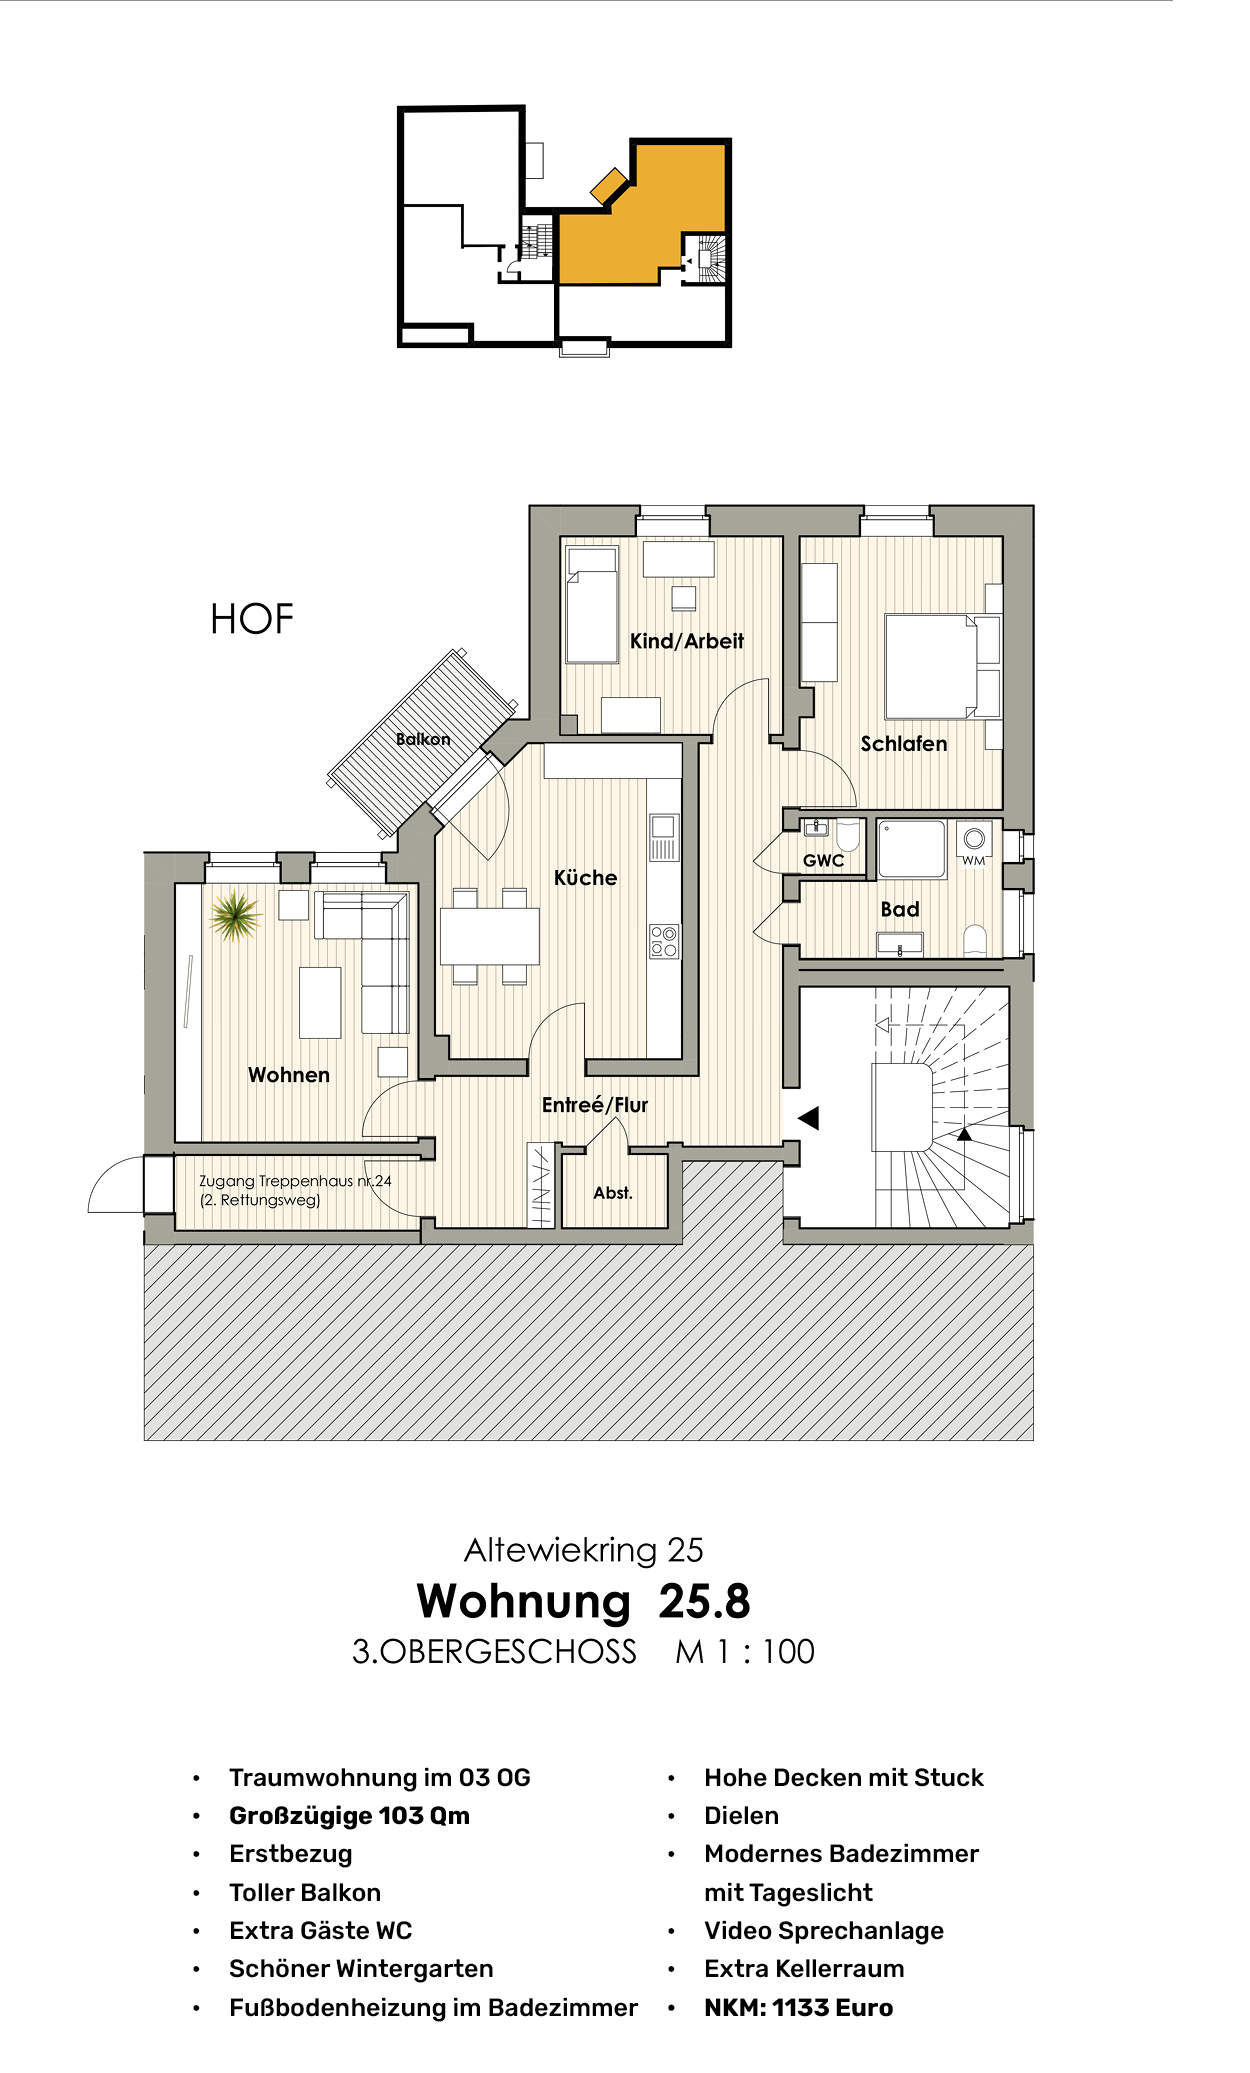 HOF
Kind/Arbeit
Balkon
Schlafen
Küche
GWC
WM
Bad
Wohnen
Entreé/Flur
Zugang Treppenhaus nr.24
(2. Rettungsweg)
Abst.
Altewiekring 25
Wohnung 25.8
3.OBERGESCHOSS M 1 : 100
• Traumwohnung im 03 OG
• Großzügige 103 Qm
• Erstbezug
• Toller Balkon
• Extra Gäste WC
• Schöner Wintergarten
• Fußbodenheizung im Badezimmer
• Hohe Decken mit Stuck
• Dielen
• Modernes Badezimmer
mit Tageslicht
• Video Sprechanlage
• Extra Kellerraum
• NKM: 1133 Euro